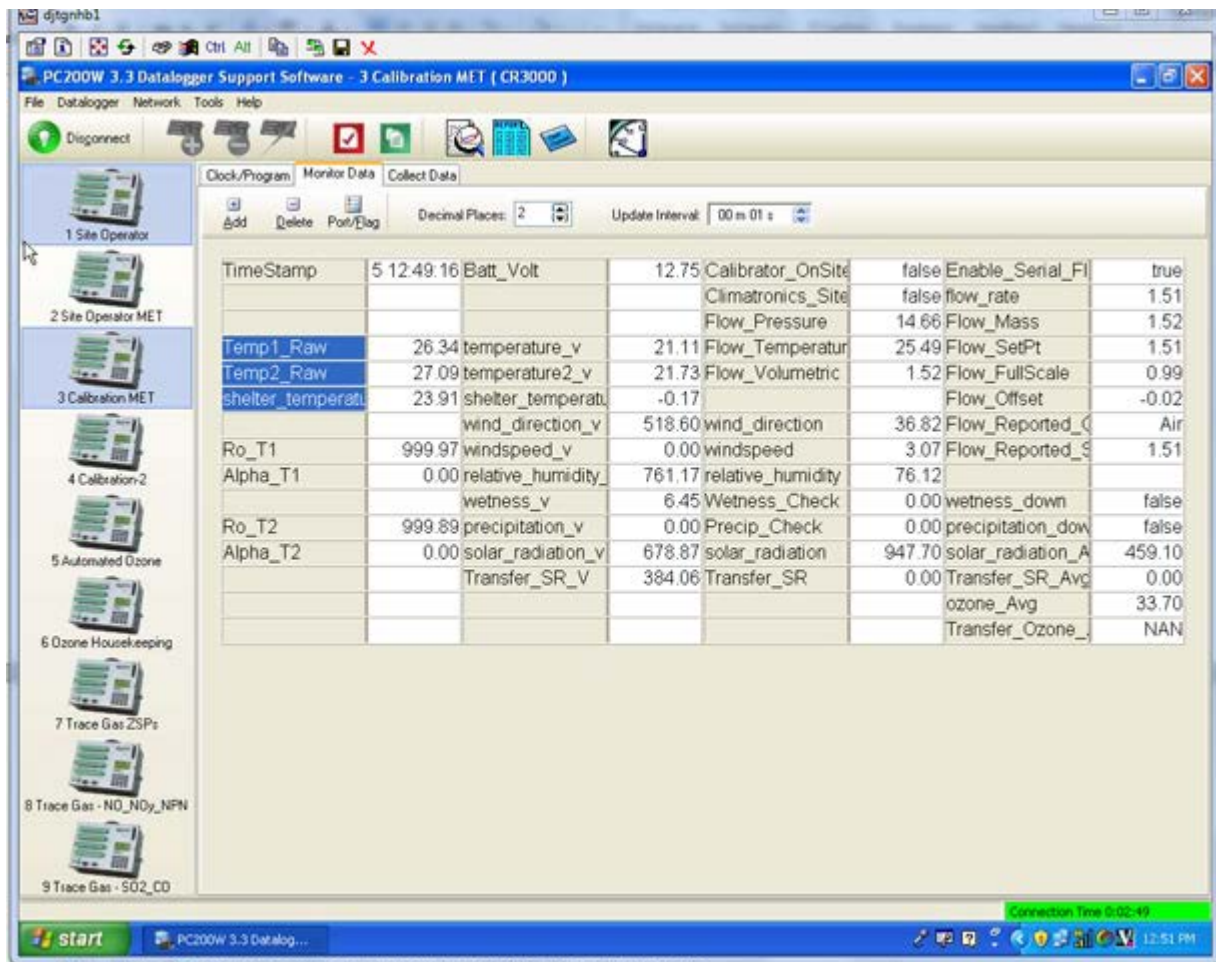 djtgnhb1
Ctrl Alt
PC200W 3.3 Datalogger Support Software - 3 Calibration MET ( CR3000 )
File Datalogger Network Tools Help
Disconnect
Clock/Program Monitor Data Collect Data
Add Delete Port/Flag Decimal Places: 2 Update Interval: 00 m 01 s
1 Site Operator
2 Site Operator MET
3 Calibration MET
4 Calibration-2
5 Automated Ozone
6 Ozone Housekeeping
7 Trace Gas ZSPs
8 Trace Gas - NO_NOy_NPN
9 Trace Gas - SO2_CO
TimeStamp 5 12:49:16 Batt_Volt 12.75 Calibrator_OnSite false Enable_Serial_Fl true
Climatronics_Site false flow_rate 1.51
Flow_Pressure 14.66 Flow_Mass 1.52
Temp1_Raw 26.34 temperature_v 21.11 Flow_Temperatur 25.49 Flow_SetPt 1.51
Temp2_Raw 27.09 temperature2_v 21.73 Flow_Volumetric 1.52 Flow_FullScale 0.99
shelter_temperatu 23.91 shelter_temperatu -0.17 Flow_Offset -0.02
wind_direction_v 518.60 wind_direction 36.82 Flow_Reported_C Air
Ro_T1 999.97 windspeed_v 0.00 windspeed 3.07 Flow_Reported_S 1.51
Alpha_T1 0.00 relative_humidity_ 761.17 relative_humidity 76.12
wetness_v 6.45 Wetness_Check 0.00 wetness_down false
Ro_T2 999.89 precipitation_v 0.00 Precip_Check 0.00 precipitation_dow false
Alpha_T2 0.00 solar_radiation_v 678.87 solar_radiation 947.70 solar_radiation_A 459.10
Transfer_SR_V 384.06 Transfer_SR 0.00 Transfer_SR_Avg 0.00
ozone_Avg 33.70
Transfer_Ozone_ NAN
Connection Time 0:02:49
start PC200W 3.3 Datalog... 12:51 PM